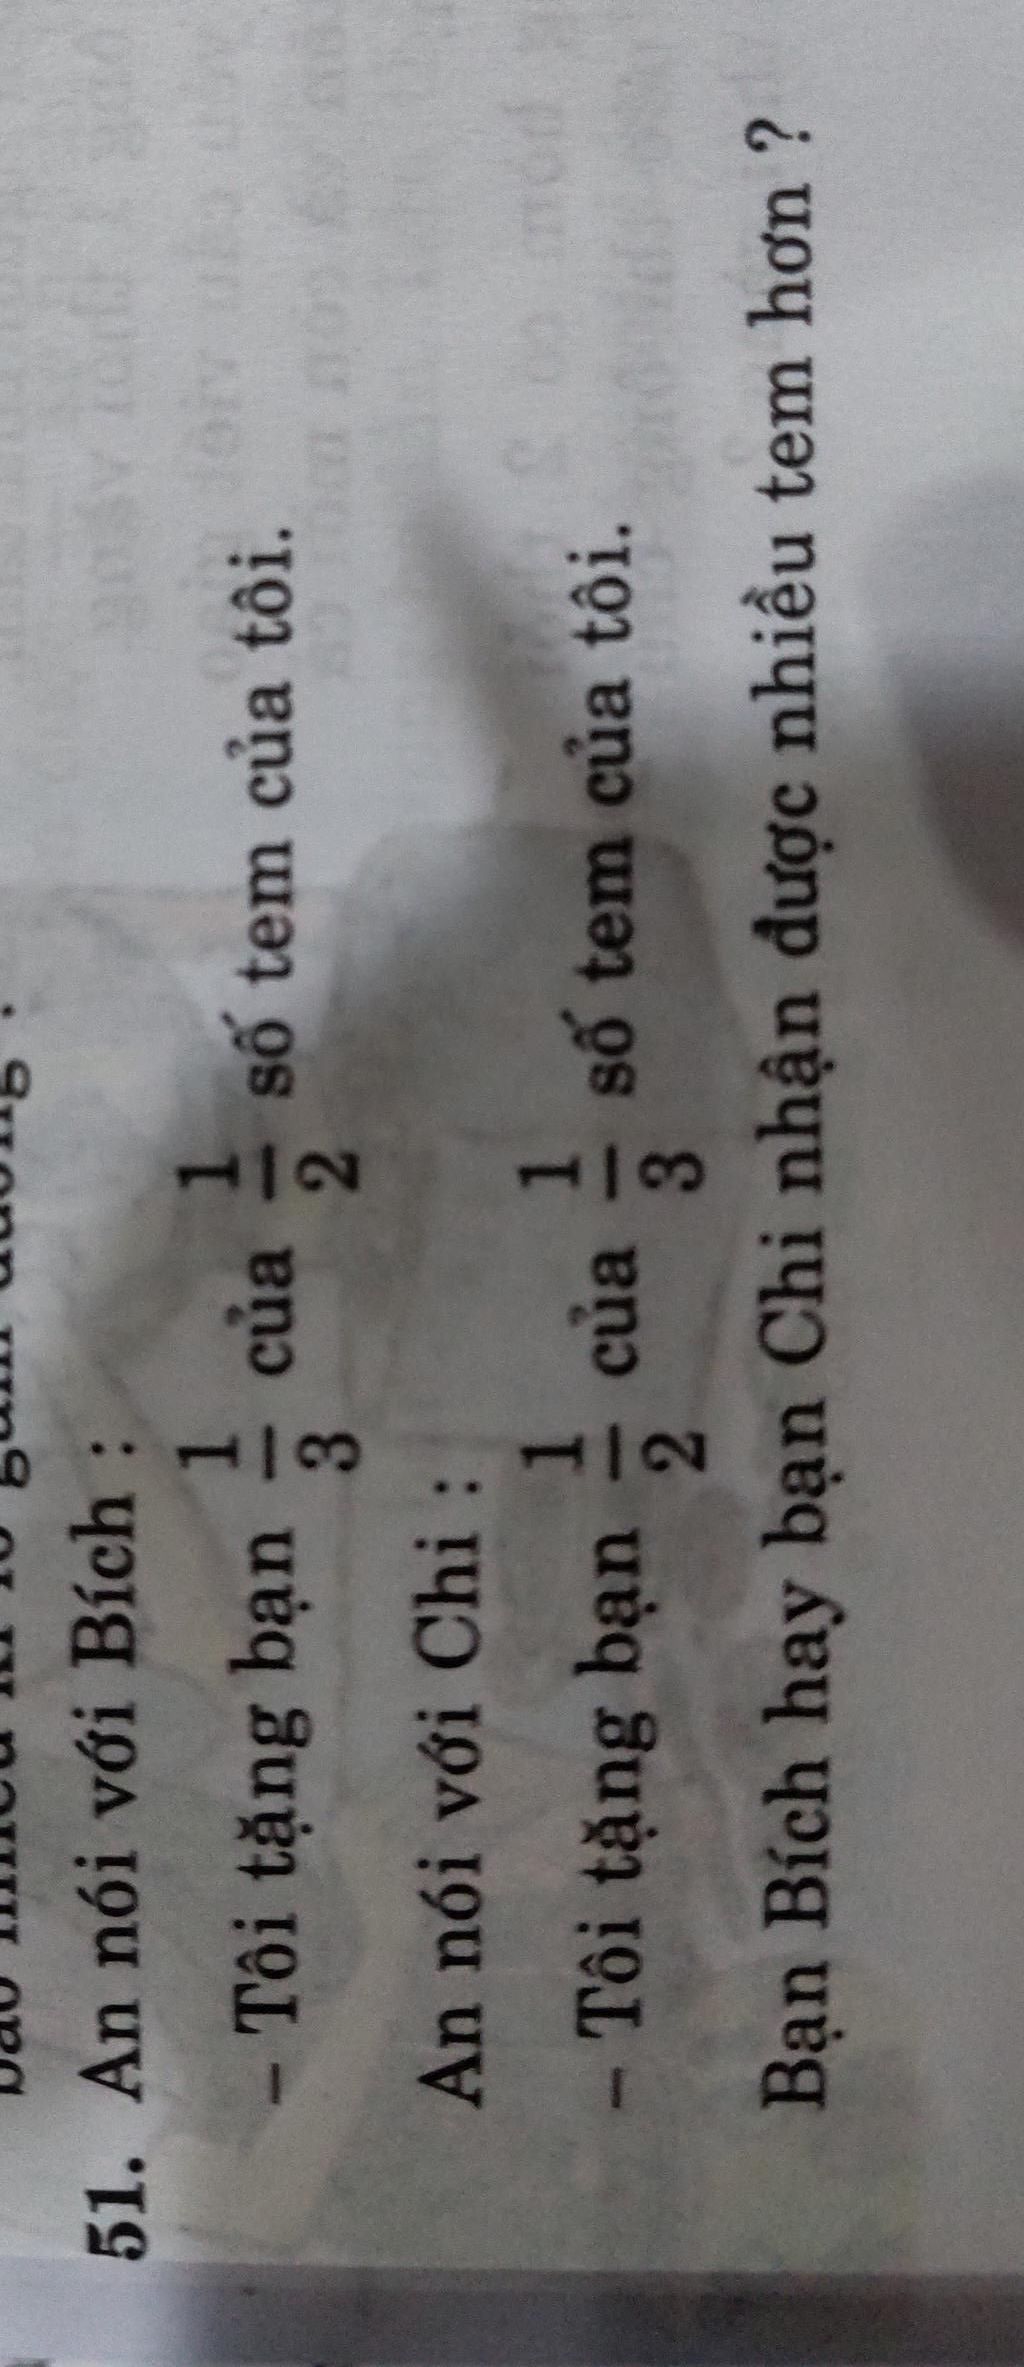 51. An nói với Bích :
– Tôi tặng bạn 1/3 của 1/2 số tem của tôi.
An nói với Chi :
– Tôi tặng bạn 1/2 của 1/3 số tem của tôi.
Bạn Bích hay bạn Chi nhận được nhiều tem hơn ?